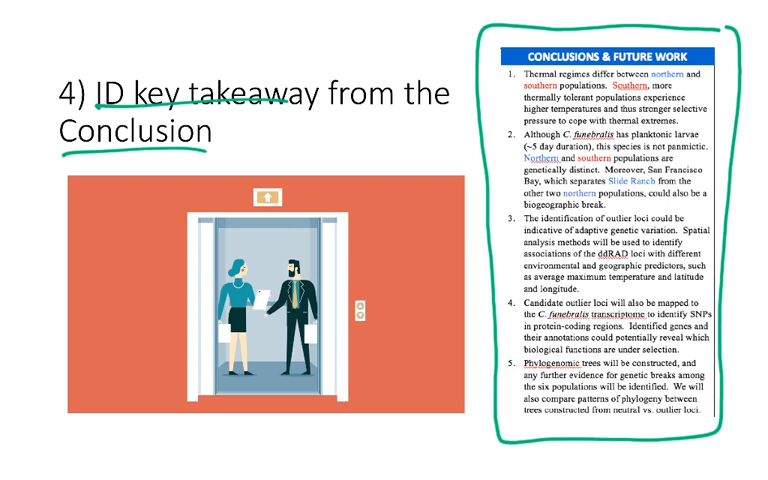 4) ID key takeaway from the
Conclusion
CONCLUSIONS & FUTURE WORK
1. Thermal regimes differ between northern and
southern populations. Southern, more
thermally tolerant populations experience
higher temperatures and thus stronger selective
pressure to cope with thermal extremes.
2. Although C. funebralis has planktonic larvae
(~5 day duration), this species is not panmictic.
Northern and southern populations are
genetically distinct. Moreover, San Francisco
Bay, which separates Slide Ranch from the
other two northern populations, could also be a
biogeographic break.
3. The identification of outlier loci could be
indicative of adaptive genetic variation. Spatial
analysis methods will be used to identify
associations of the ddRAD loci with different
environmental and geographic predictors, such
as average maximum temperature and latitude
and longitude.
4. Candidate outlier loci will also be mapped to
the C. funebralis transcriptome to identify SNPs
in protein-coding regions. Identified genes and
their annotations could potentially reveal which
biological functions are under selection.
5. Phylogenomic trees will be constructed, and
any further evidence for genetic breaks among
the six populations will be identified. We will
also compare patterns of phylogeny between
trees constructed from neutral vs. outlier loci.